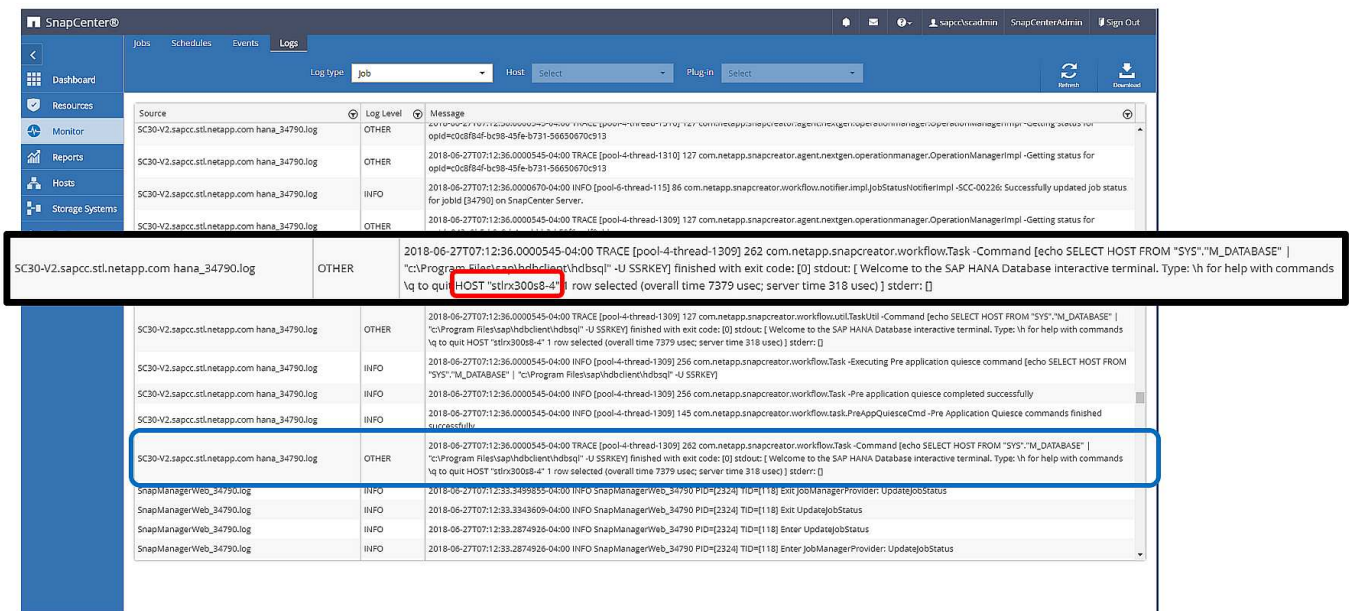 SnapCenter®
sapcc\scadmin SnapCenterAdmin Sign Out
Jobs Schedules Events Logs
Log type Job Host Select Plug-in Select
Refresh Download
Dashboard
Resources
Monitor
Reports
Hosts
Storage Systems
Source Log Level Message
SC30-V2.sapcc.stl.netapp.com hana_34790.log OTHER 2018-06-27T07:12:36.0000545-04:00 TRACE [pool-4-thread-1310] 127 com.netapp.snapcreator.agent.nextgen.operationmanager.OperationManagerImpl -Getting status for
opid=c0c8f84f-bc98-45fe-b731-56650670c913
2018-06-27T07:12:36.0000545-04:00 TRACE [pool-4-thread-1310] 127 com.netapp.snapcreator.agent.nextgen.operationmanager.OperationManagerImpl -Getting status for
SC30-V2.sapcc.stl.netapp.com hana_34790.log OTHER
opid=c0c8f84f-bc98-45fe-b731-56650670c913
2018-06-27T07:12:36.0000670-04:00 INFO [pool-6-thread-115] 86 com.netapp.snapcreator.workflow.notifier.impl.JobStatusNotifierImpl -SCC-00226: Successfully updated job status
SC30-V2.sapcc.stl.netapp.com hana_34790.log INFO
for jobId [34790] on SnapCenter Server.
2018-06-27T07:12:36.0000545-04:00 TRACE [pool-4-thread-1309] 127 com.netapp.snapcreator.agent.nextgen.operationmanager.OperationManagerImpl -Getting status for
SC30-V2.sapcc.stl.netapp.com hana_34790.log OTHER
2018-06-27T07:12:36.0000545-04:00 TRACE [pool-4-thread-1309] 262 com.netapp.snapcreator.workflow.Task -Command [echo SELECT HOST FROM "SYS"."M_DATABASE" |
SC30-V2.sapcc.stl.netapp.com hana_34790.log OTHER "c:\Program Files\sap\hdbclient\hdbsql" -U SSRKEY] finished with exit code: [0] stdout: [ Welcome to the SAP HANA Database interactive terminal. Type: \h for help with commands
\q to quit HOST "stlrx300s8-4" 1 row selected (overall time 7379 usec; server time 318 usec) ] stderr: []
2018-06-27T07:12:36.0000545-04:00 TRACE [pool-4-thread-1309] 127 com.netapp.snapcreator.workflow.util.TaskUtil -Command [echo SELECT HOST FROM "SYS"."M_DATABASE" |
SC30-V2.sapcc.stl.netapp.com hana_34790.log OTHER "c:\Program Files\sap\hdbclient\hdbsql" -U SSRKEY] finished with exit code: [0] stdout: [ Welcome to the SAP HANA Database interactive terminal. Type: \h for help with commands
\q to quit HOST "stlrx300s8-4" 1 row selected (overall time 7379 usec; server time 318 usec) ] stderr: []
2018-06-27T07:12:36.0000545-04:00 INFO [pool-4-thread-1309] 256 com.netapp.snapcreator.workflow.Task -Executing Pre application quiesce command [echo SELECT HOST FROM
SC30-V2.sapcc.stl.netapp.com hana_34790.log INFO
"SYS"."M_DATABASE" | "c:\Program Files\sap\hdbclient\hdbsql" -U SSRKEY]
SC30-V2.sapcc.stl.netapp.com hana_34790.log INFO 2018-06-27T07:12:36.0000545-04:00 INFO [pool-4-thread-1309] 256 com.netapp.snapcreator.workflow.Task -Pre application quiesce completed successfully
2018-06-27T07:12:36.0000545-04:00 INFO [pool-4-thread-1309] 145 com.netapp.snapcreator.workflow.task.PreAppQuiesceCmd -Pre Application Quiesce commands finished
SC30-V2.sapcc.stl.netapp.com hana_34790.log INFO
successfully
2018-06-27T07:12:36.0000545-04:00 TRACE [pool-4-thread-1309] 262 com.netapp.snapcreator.workflow.Task -Command [echo SELECT HOST FROM "SYS"."M_DATABASE" |
SC30-V2.sapcc.stl.netapp.com hana_34790.log OTHER "c:\Program Files\sap\hdbclient\hdbsql" -U SSRKEY] finished with exit code: [0] stdout: [ Welcome to the SAP HANA Database interactive terminal. Type: \h for help with commands
\q to quit HOST "stlrx300s8-4" 1 row selected (overall time 7379 usec; server time 318 usec) ] stderr: []
SnapManagerWeb_34790.log INFO 2018-06-27T07:12:33.3499855-04:00 INFO SnapManagerWeb_34790 PID=[2324] TID=[118] Exit JobManagerProvider: UpdateJobStatus
SnapManagerWeb_34790.log INFO 2018-06-27T07:12:33.3343609-04:00 INFO SnapManagerWeb_34790 PID=[2324] TID=[118] Exit UpdateJobStatus
SnapManagerWeb_34790.log INFO 2018-06-27T07:12:33.2874926-04:00 INFO SnapManagerWeb_34790 PID=[2324] TID=[118] Enter UpdateJobStatus
SnapManagerWeb_34790.log INFO 2018-06-27T07:12:33.2874926-04:00 INFO SnapManagerWeb_34790 PID=[2324] TID=[118] Enter JobManagerProvider: UpdateJobStatus